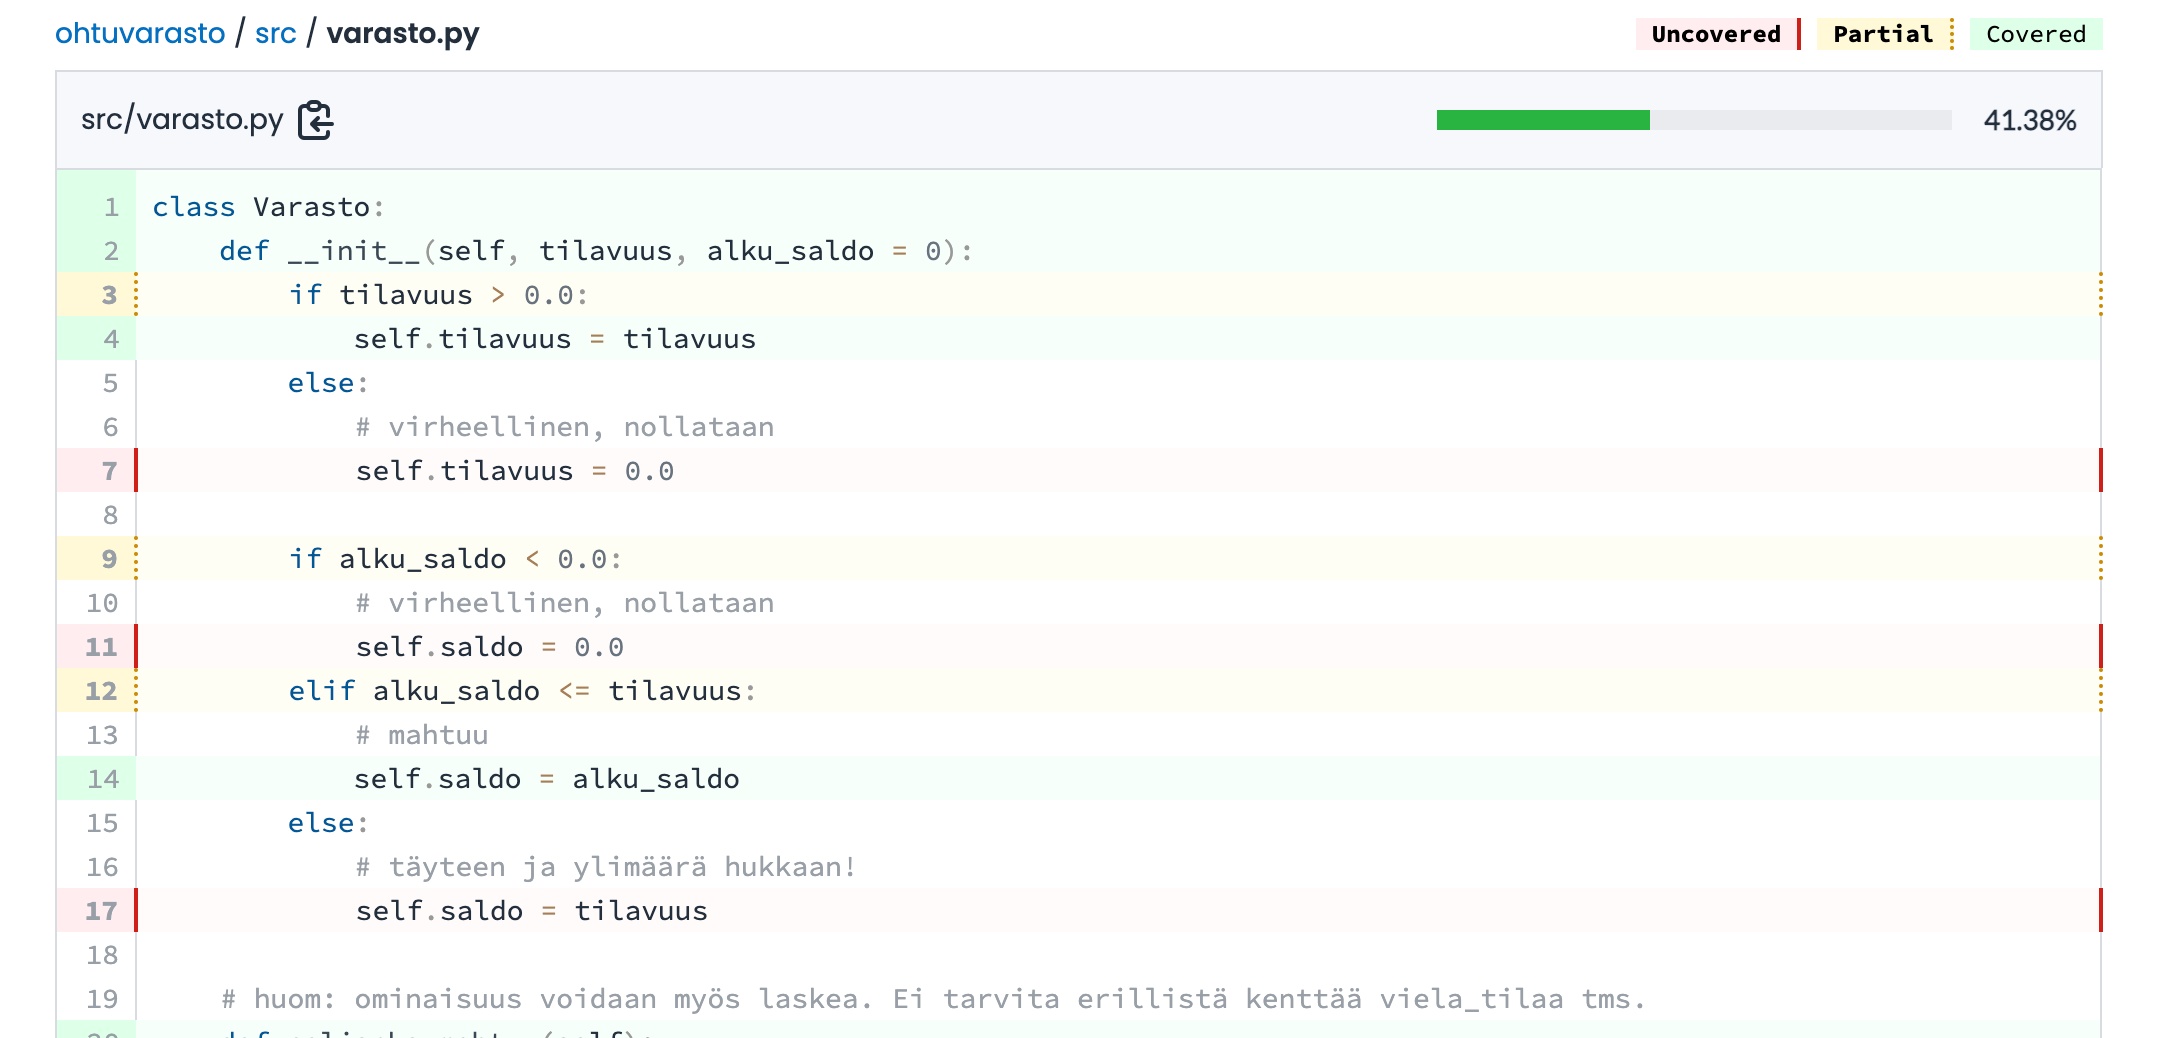 ohtuvarasto / src / varasto.py
Uncovered Partial Covered
src/varasto.py
41.38%
1 class Varasto:
2 def __init__(self, tilavuus, alku_saldo = 0):
3 if tilavuus > 0.0:
4 self.tilavuus = tilavuus
5 else:
6 # virheellinen, nollataan
7 self.tilavuus = 0.0
8
9 if alku_saldo < 0.0:
10 # virheellinen, nollataan
11 self.saldo = 0.0
12 elif alku_saldo <= tilavuus:
13 # mahtuu
14 self.saldo = alku_saldo
15 else:
16 # täyteen ja ylimäärä hukkaan!
17 self.saldo = tilavuus
18
19 # huom: ominaisuus voidaan myös laskea. Ei tarvita erillistä kenttää viela_tilaa tms.
20 def